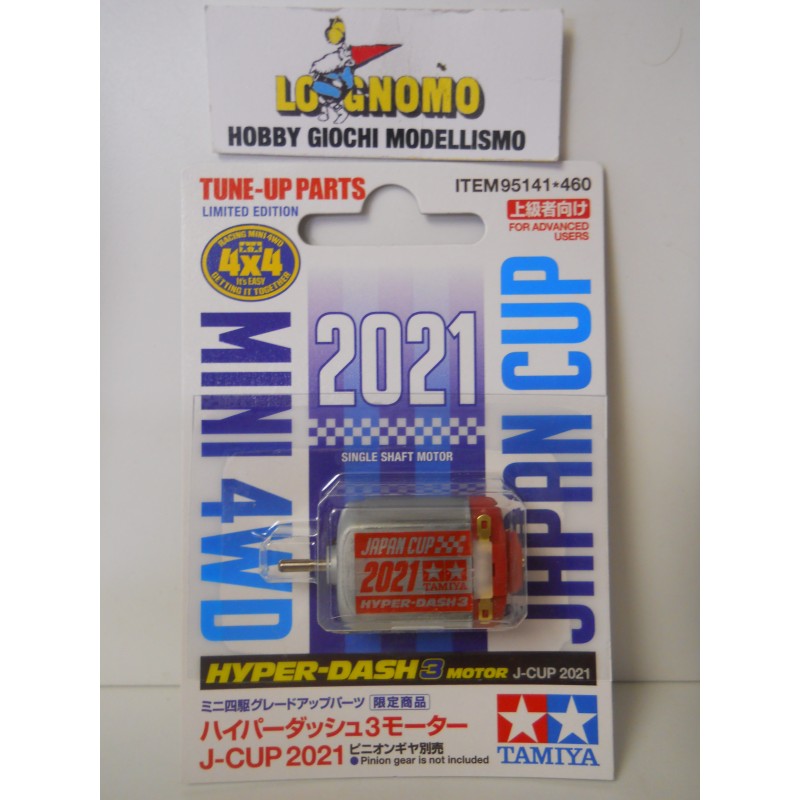 LO GNOMO
HOBBY GIOCHI MODELLISMO
TUNE-UP PARTS
LIMITED EDITION
ITEM 95141*460
上級者向け
FOR ADVANCED
USERS
RACING MINI 4WD
4x4
It's EASY
GETTING IT TOGETHER
MINI 4WD
2021
JAPAN CUP
SINGLE SHAFT MOTOR
JAPAN CUP
2021
TAMIYA
HYPER-DASH 3
HYPER-DASH 3 MOTOR J-CUP 2021
ミニ四駆グレードアップパーツ 限定商品
ハイパーダッシュ3モーター
J-CUP 2021
ピニオンギヤ別売
●Pinion gear is not included
TAMIYA